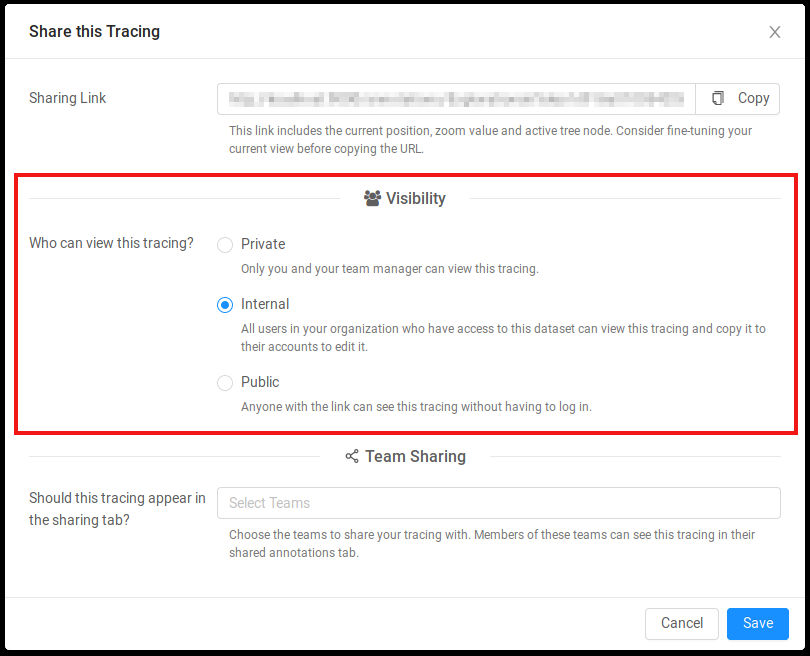 Share this Tracing
Sharing Link
Copy
This link includes the current position, zoom value and active tree node. Consider fine-tuning your
current view before copying the URL.
Visibility
Who can view this tracing?
Private
Only you and your team manager can view this tracing.
Internal
All users in your organization who have access to this dataset can view this tracing and copy it to
their accounts to edit it.
Public
Anyone with the link can see this tracing without having to log in.
Team Sharing
Should this tracing appear in
the sharing tab?
Select Teams
Choose the teams to share your tracing with. Members of these teams can see this tracing in their
shared annotations tab.
Cancel
Save